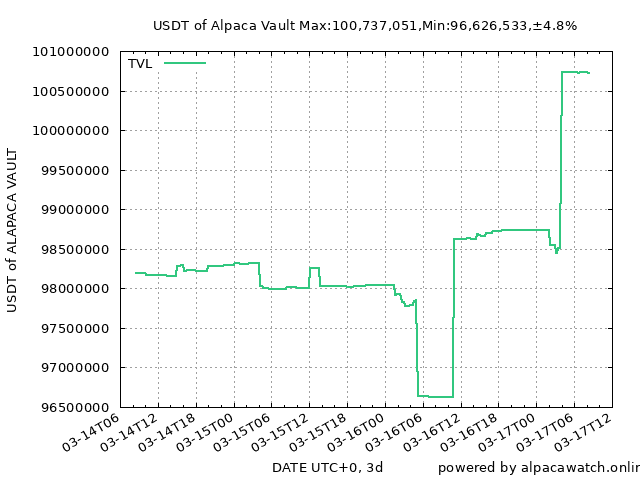 USDT of Alpaca Vault Max:100,737,051,Min:96,626,533,±4.8%
TVL
101000000
100500000
100000000
99500000
99000000
98500000
98000000
97500000
97000000
96500000
USDT of ALAPACA VAULT
03-14T06
03-14T12
03-14T18
03-15T00
03-15T06
03-15T12
03-15T18
03-16T00
03-16T06
03-16T12
03-16T18
03-17T00
03-17T06
03-17T12
DATE UTC+0, 3d
powered by alpacawatch.onlin